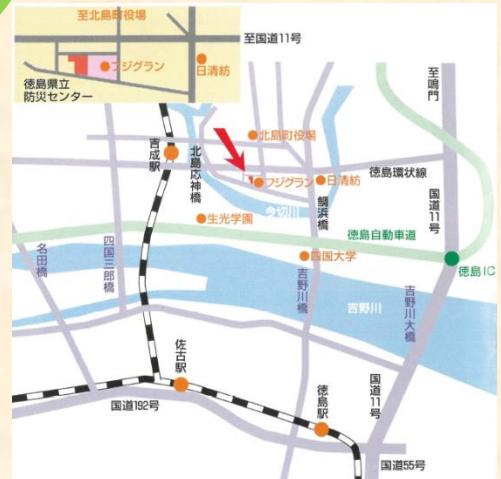 至北島町役場
至国道11号
フジグラン
日清紡
徳島県立
防災センター
至鳴門
北島町役場
吉成駅
北島応神橋
徳島環状線
フジグラン
日清紡
鯛浜橋
今切川
国道11号
生光学園
徳島自動車道
名田橋
四国三郎橋
四国大学
徳島IC
吉野川橋
吉野川
吉野川大橋
佐古駅
徳島駅
国道11号
国道192号
国道55号